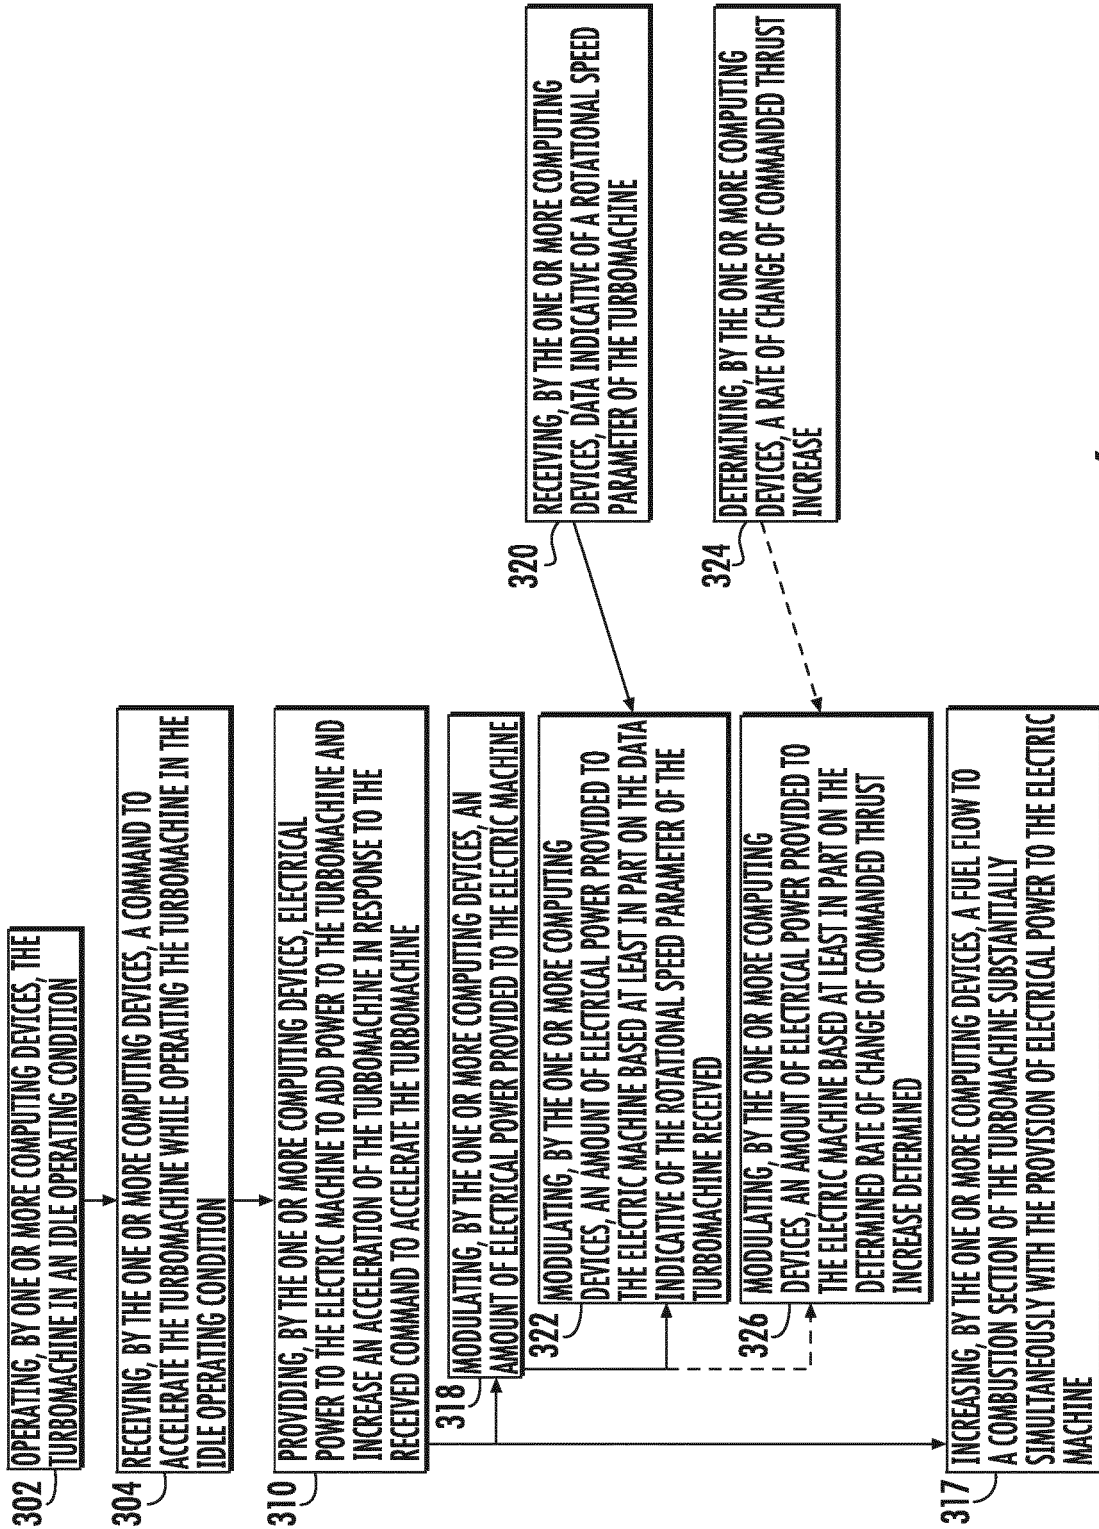 302
OPERATING, BY ONE OR MORE COMPUTING DEVICES, THE
TURBOMACHINE IN AN IDLE OPERATING CONDITION
304
RECEIVING, BY THE ONE OR MORE COMPUTING DEVICES, A COMMAND TO
ACCELERATE THE TURBOMACHINE WHILE OPERATING THE TURBOMACHINE IN THE
IDLE OPERATING CONDITION
310
PROVIDING, BY THE ONE OR MORE COMPUTING DEVICES, ELECTRICAL
POWER TO THE ELECTRIC MACHINE TO ADD POWER TO THE TURBOMACHINE AND
INCREASE AN ACCELERATION OF THE TURBOMACHINE IN RESPONSE TO THE
RECEIVED COMMAND TO ACCELERATE THE TURBOMACHINE
318
MODULATING, BY THE ONE OR MORE COMPUTING DEVICES, AN
AMOUNT OF ELECTRICAL POWER PROVIDED TO THE ELECTRIC MACHINE
320
RECEIVING, BY THE ONE OR MORE COMPUTING
DEVICES, DATA INDICATIVE OF A ROTATIONAL SPEED
PARAMETER OF THE TURBOMACHINE
322
MODULATING, BY THE ONE OR MORE COMPUTING
DEVICES, AN AMOUNT OF ELECTRICAL POWER PROVIDED TO
THE ELECTRIC MACHINE BASED AT LEAST IN PART ON THE DATA
INDICATIVE OF THE ROTATIONAL SPEED PARAMETER OF THE
TURBOMACHINE RECEIVED
324
DETERMINING, BY THE ONE OR MORE COMPUTING
DEVICES, A RATE OF CHANGE OF COMMANDED THRUST
INCREASE
326
MODULATING, BY THE ONE OR MORE COMPUTING
DEVICES, AN AMOUNT OF ELECTRICAL POWER PROVIDED TO
THE ELECTRIC MACHINE BASED AT LEAST IN PART ON THE
DETERMINED RATE OF CHANGE OF COMMANDED THRUST
INCREASE DETERMINED
317
INCREASING, BY THE ONE OR MORE COMPUTING DEVICES, A FUEL FLOW TO
A COMBUSTION SECTION OF THE TURBOMACHINE SUBSTANTIALLY
SIMULTANEOUSLY WITH THE PROVISION OF ELECTRICAL POWER TO THE ELECTRIC
MACHINE